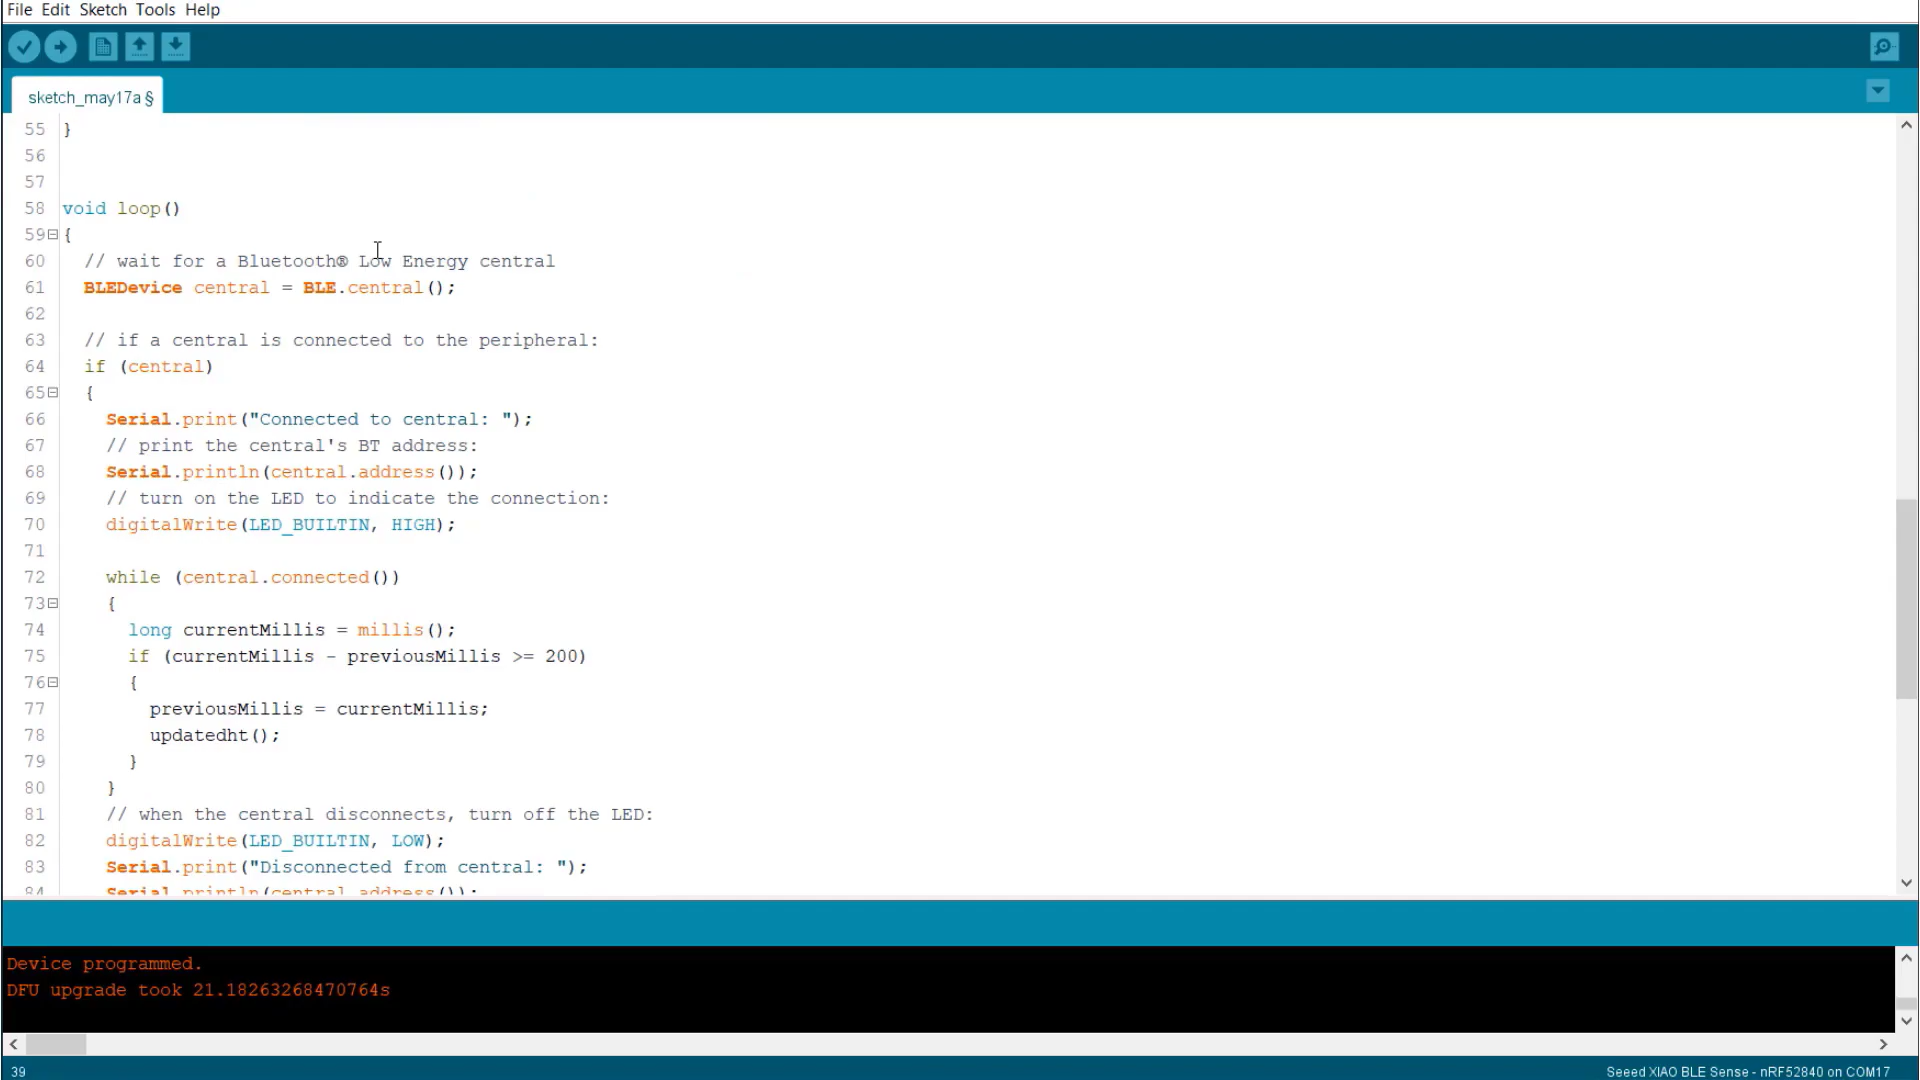 File Edit Sketch Tools Help
sketch_may17a §
55 }
56
57
58 void loop()
59 {
60 // wait for a Bluetooth® Low Energy central
61 BLEDevice central = BLE.central();
62
63 // if a central is connected to the peripheral:
64 if (central)
65 {
66 Serial.print("Connected to central: ");
67 // print the central's BT address:
68 Serial.println(central.address());
69 // turn on the LED to indicate the connection:
70 digitalWrite(LED_BUILTIN, HIGH);
71
72 while (central.connected())
73 {
74 long currentMillis = millis();
75 if (currentMillis - previousMillis >= 200)
76 {
77 previousMillis = currentMillis;
78 updatedht();
79 }
80 }
81 // when the central disconnects, turn off the LED:
82 digitalWrite(LED_BUILTIN, LOW);
83 Serial.print("Disconnected from central: ");
84 Serial.println(central.address());
Device programmed.
DFU upgrade took 21.18263268470764s
39
Seeed XIAO BLE Sense - nRF52840 on COM17